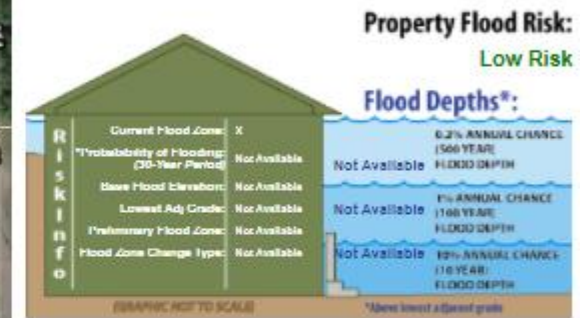 Property Flood Risk:
Low Risk
Flood Depths*:
Risk Info
Current Flood Zone: X
*Probability of Flooding: (30-Year Period) Not Available
Base Flood Elevation: Not Available
Lowest Adj Grade: Not Available
Preliminary Flood Zone: Not Available
Flood Zone Change Type: Not Available
Not Available
0.2% ANNUAL CHANCE
(500 YEAR)
FLOOD DEPTH
Not Available
1% ANNUAL CHANCE
(100 YEAR)
FLOOD DEPTH
Not Available
10% ANNUAL CHANCE
(10 YEAR)
FLOOD DEPTH
(GRAPHIC NOT TO SCALE)
*Above lowest adjacent grade